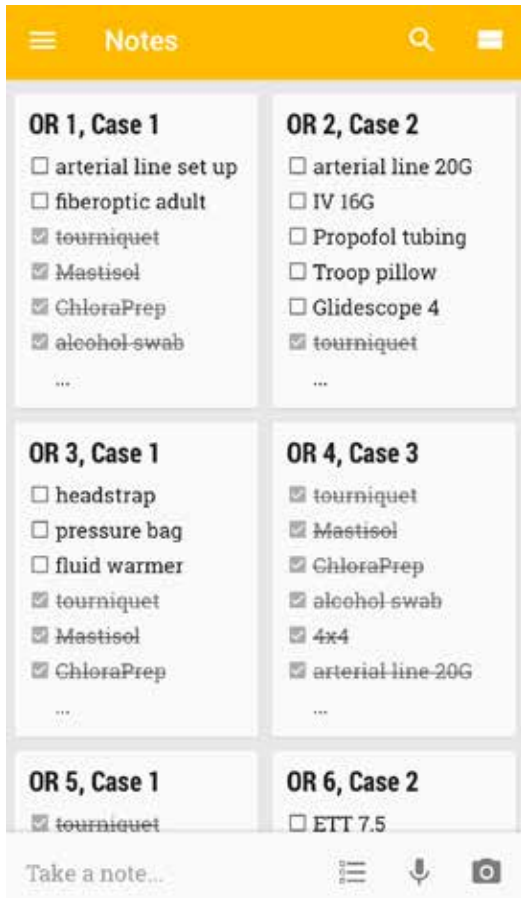 Notes
OR 1, Case 1
arterial line set up
fiberoptic adult
tourniquet
Mastisol
ChloraPrep
alcohol swab
...
OR 2, Case 2
arterial line 20G
IV 16G
Propofol tubing
Troop pillow
Glidescope 4
tourniquet
...
OR 3, Case 1
headstrap
pressure bag
fluid warmer
tourniquet
Mastisol
ChloraPrep
...
OR 4, Case 3
tourniquet
Mastisol
ChloraPrep
alcohol swab
4x4
arterial line 20G
...
OR 5, Case 1
tourniquet
OR 6, Case 2
ETT 7.5
Take a note...